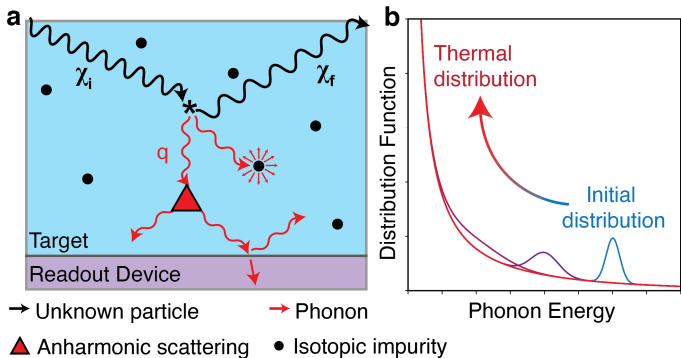 a
χi
χf
*
q
Target
Readout Device
Unknown particle
Phonon
Anharmonic scattering
Isotopic impurity
b
Thermal
distribution
Initial
distribution
Distribution Function
Phonon Energy